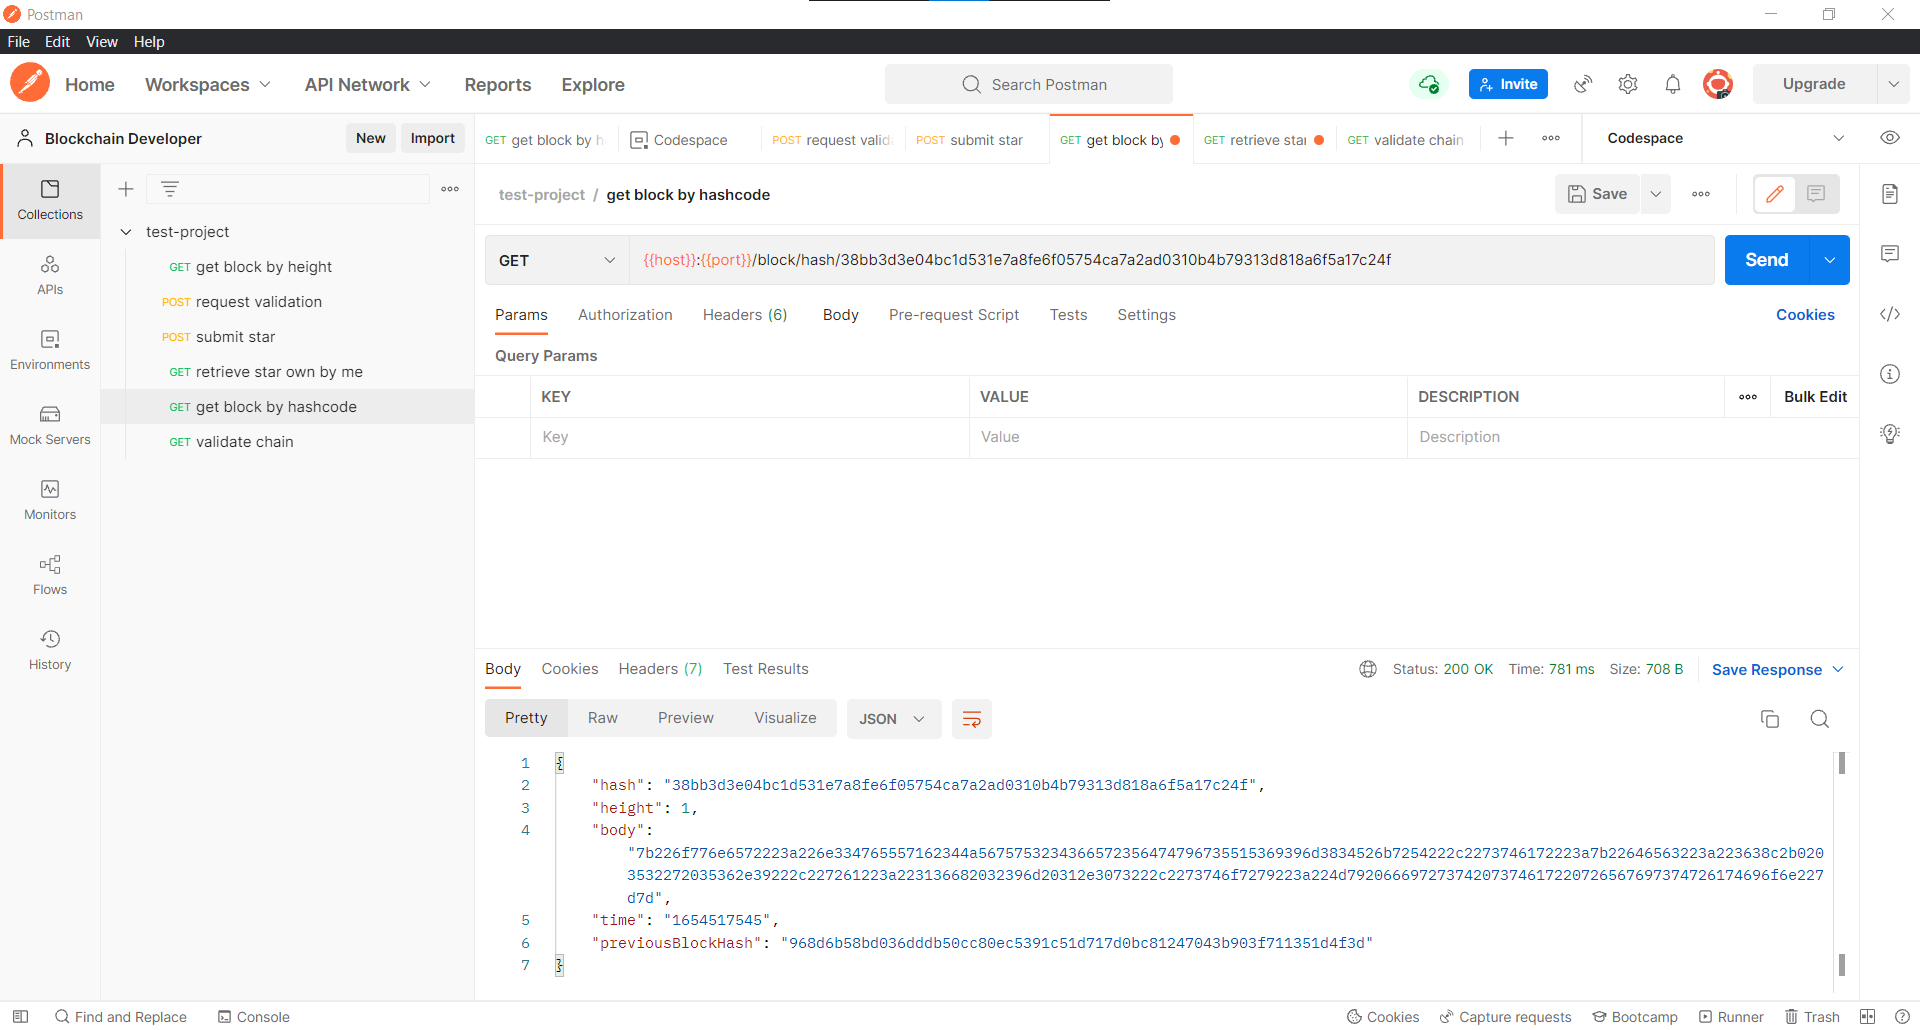 Postman
File Edit View Help
Home Workspaces API Network Reports Explore Search Postman Invite Upgrade
Blockchain Developer New Import
GET get block by h Codespace POST request valid POST submit star GET get block by GET retrieve star GET validate chain Codespace
Collections
APIs
Environments
Mock Servers
Monitors
Flows
History
test-project
GET get block by height
POST request validation
POST submit star
GET retrieve star own by me
GET get block by hashcode
GET validate chain
test-project / get block by hashcode Save
GET {{host}}:{{port}}/block/hash/38bb3d3e04bc1d531e7a8fe6f05754ca7a2ad0310b4b79313d818a6f5a17c24f Send
Params Authorization Headers (6) Body Pre-request Script Tests Settings Cookies
Query Params
KEY VALUE DESCRIPTION Bulk Edit
Key Value Description
Body Cookies Headers (7) Test Results Status: 200 OK Time: 781 ms Size: 708 B Save Response
Pretty Raw Preview Visualize JSON
1 {
2 "hash": "38bb3d3e04bc1d531e7a8fe6f05754ca7a2ad0310b4b79313d818a6f5a17c24f",
3 "height": 1,
4 "body":
"7b226f776e6572223a226e334765557162344a56757532343665723564747967355153693 96d3834526b7254222c2273746172223a7b22646563223a223638c2b020
3532272035362e39222c227261223a223136682032396d20312e3073222c2273746f7279223a224d7920666972737420737461722072656769737472617469 6f6e227
d7d",
5 "time": "1654517545",
6 "previousBlockHash": "968d6b58bd036dddb50cc80ec5391c51d717d0bc81247043b903f711351d4f3d"
7 }
Find and Replace Console Cookies Capture requests Bootcamp Runner Trash